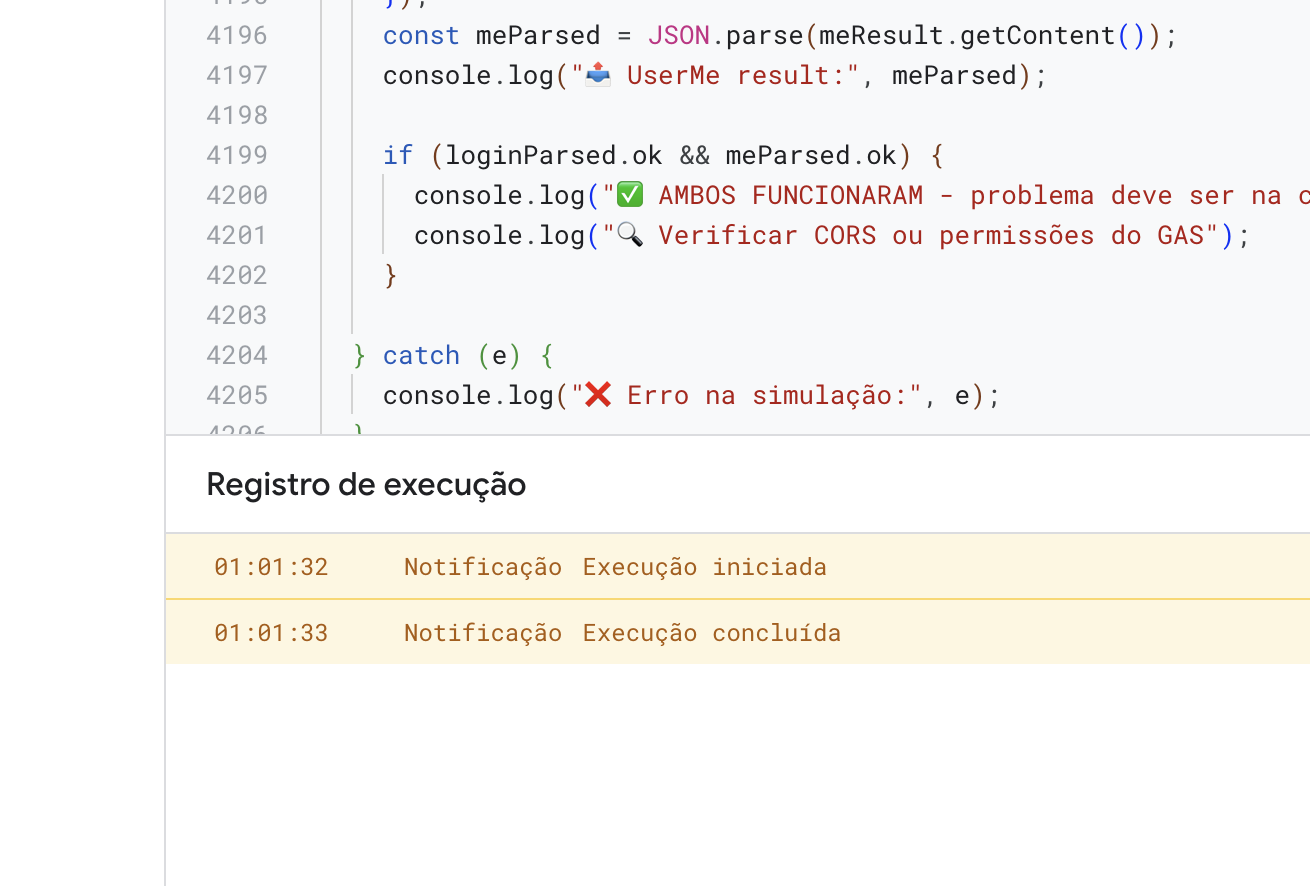 4196 const meParsed = JSON.parse(meResult.getContent());
4197 console.log("📤 UserMe result:", meParsed);
4198
4199 if (loginParsed.ok && meParsed.ok) {
4200 console.log("✅ AMBOS FUNCIONARAM - problema deve ser na
4201 console.log("🔍 Verificar CORS ou permissões do GAS");
4202 }
4203
4204 } catch (e) {
4205 console.log("❌ Erro na simulação:", e);
Registro de execução
01:01:32 Notificação Execução iniciada
01:01:33 Notificação Execução concluída